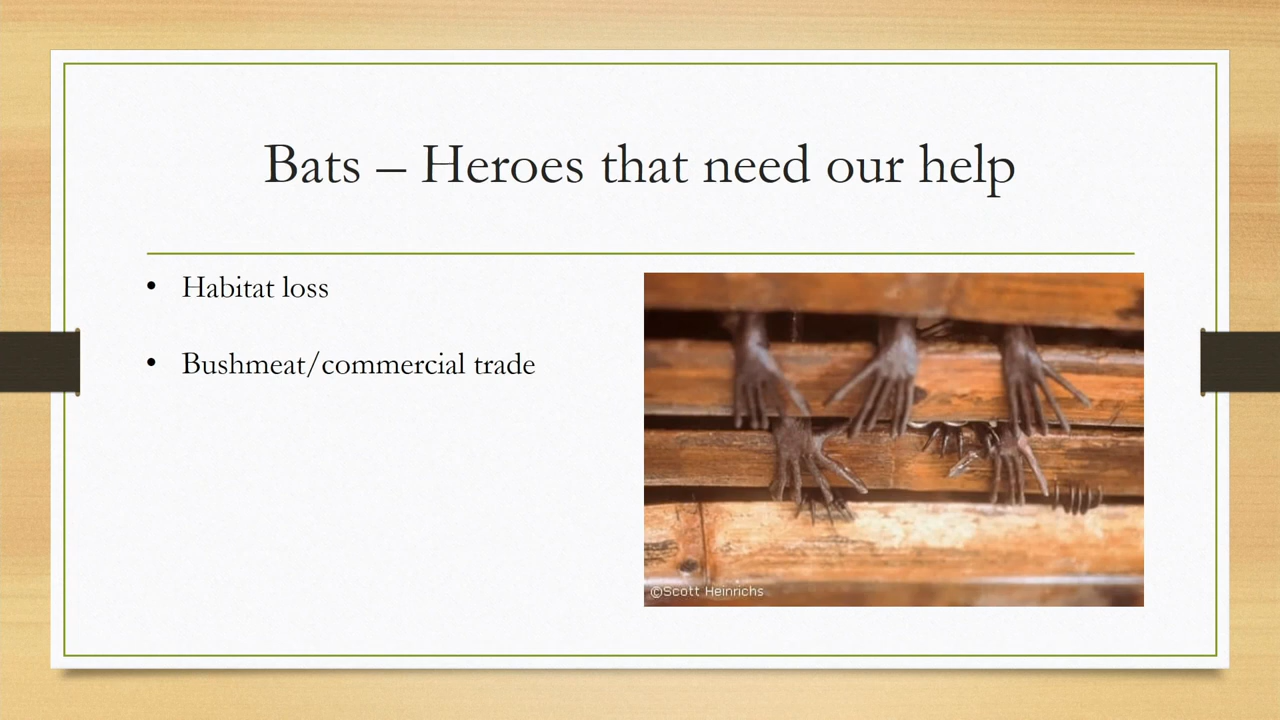 Bats – Heroes that need our help
• Habitat loss
• Bushmeat/commercial trade
©Scott Heinrichs